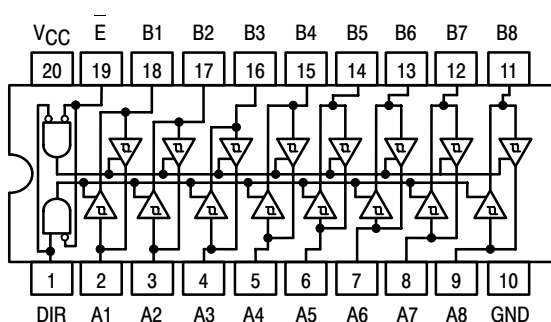 VCC E B1 B2 B3 B4 B5 B6 B7 B8
20 19 18 17 16 15 14 13 12 11
1 2 3 4 5 6 7 8 9 10
DIR A1 A2 A3 A4 A5 A6 A7 A8 GND